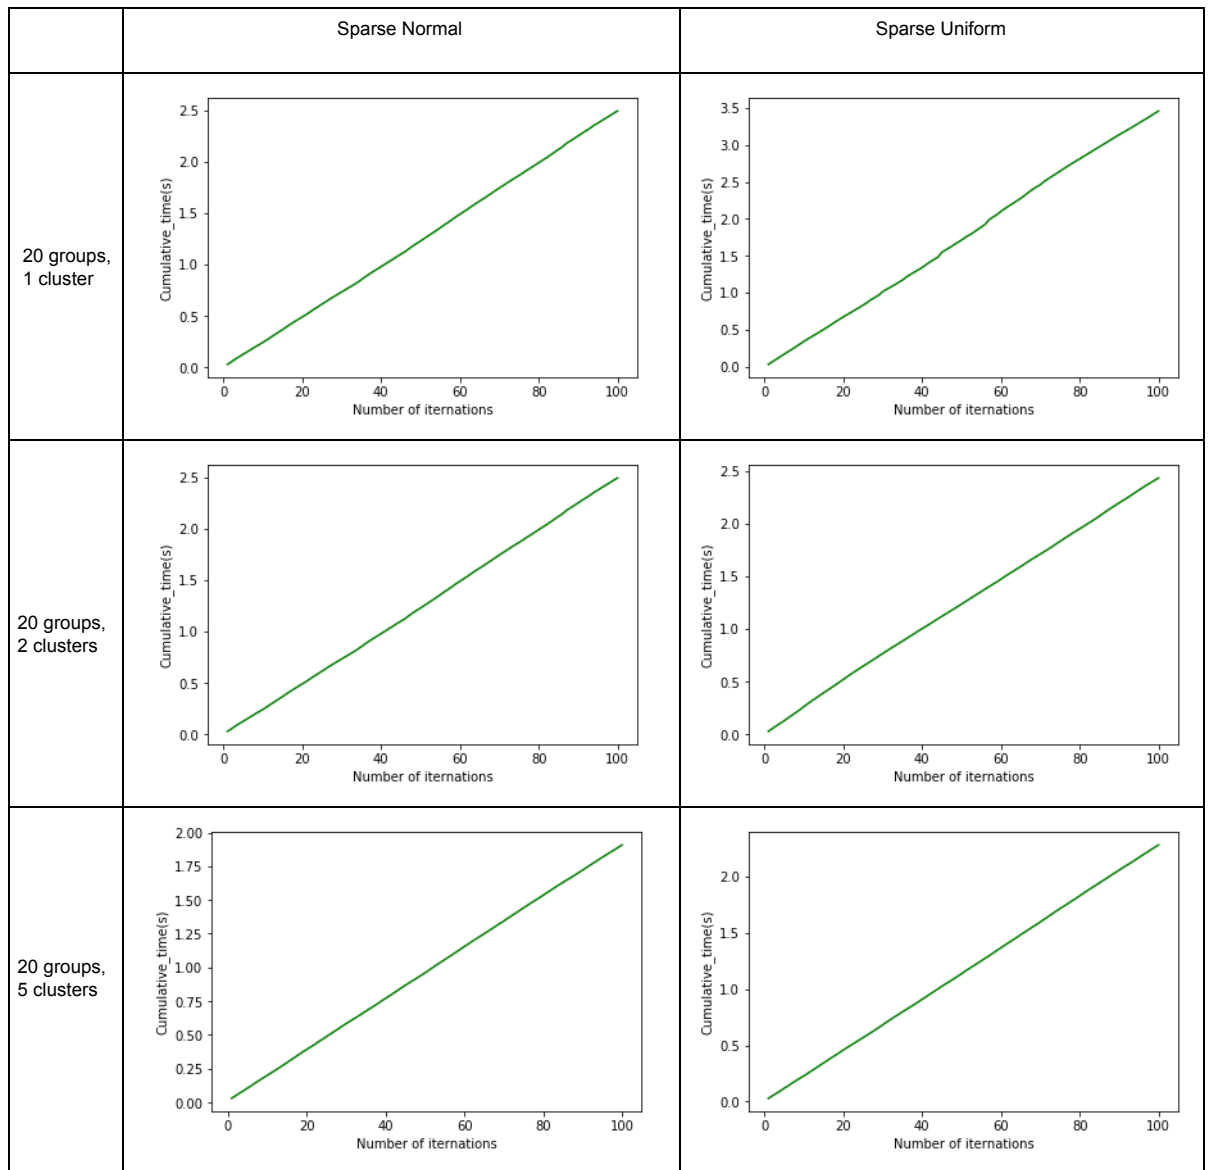 Sparse Normal
Sparse Uniform
20 groups,
1 cluster
2.5
2.0
1.5
1.0
0.5
0.0
Cumulative_time(s)
0 20 40 60 80 100
Number of iternations
3.5
3.0
2.5
2.0
1.5
1.0
0.5
0.0
Cumulative_time(s)
0 20 40 60 80 100
Number of iternations
20 groups,
2 clusters
2.5
2.0
1.5
1.0
0.5
0.0
Cumulative_time(s)
0 20 40 60 80 100
Number of iternations
2.5
2.0
1.5
1.0
0.5
0.0
Cumulative_time(s)
0 20 40 60 80 100
Number of iternations
20 groups,
5 clusters
2.00
1.75
1.50
1.25
1.00
0.75
0.50
0.25
0.00
Cumulative_time(s)
0 20 40 60 80 100
Number of iternations
2.0
1.5
1.0
0.5
0.0
Cumulative_time(s)
0 20 40 60 80 100
Number of iternations